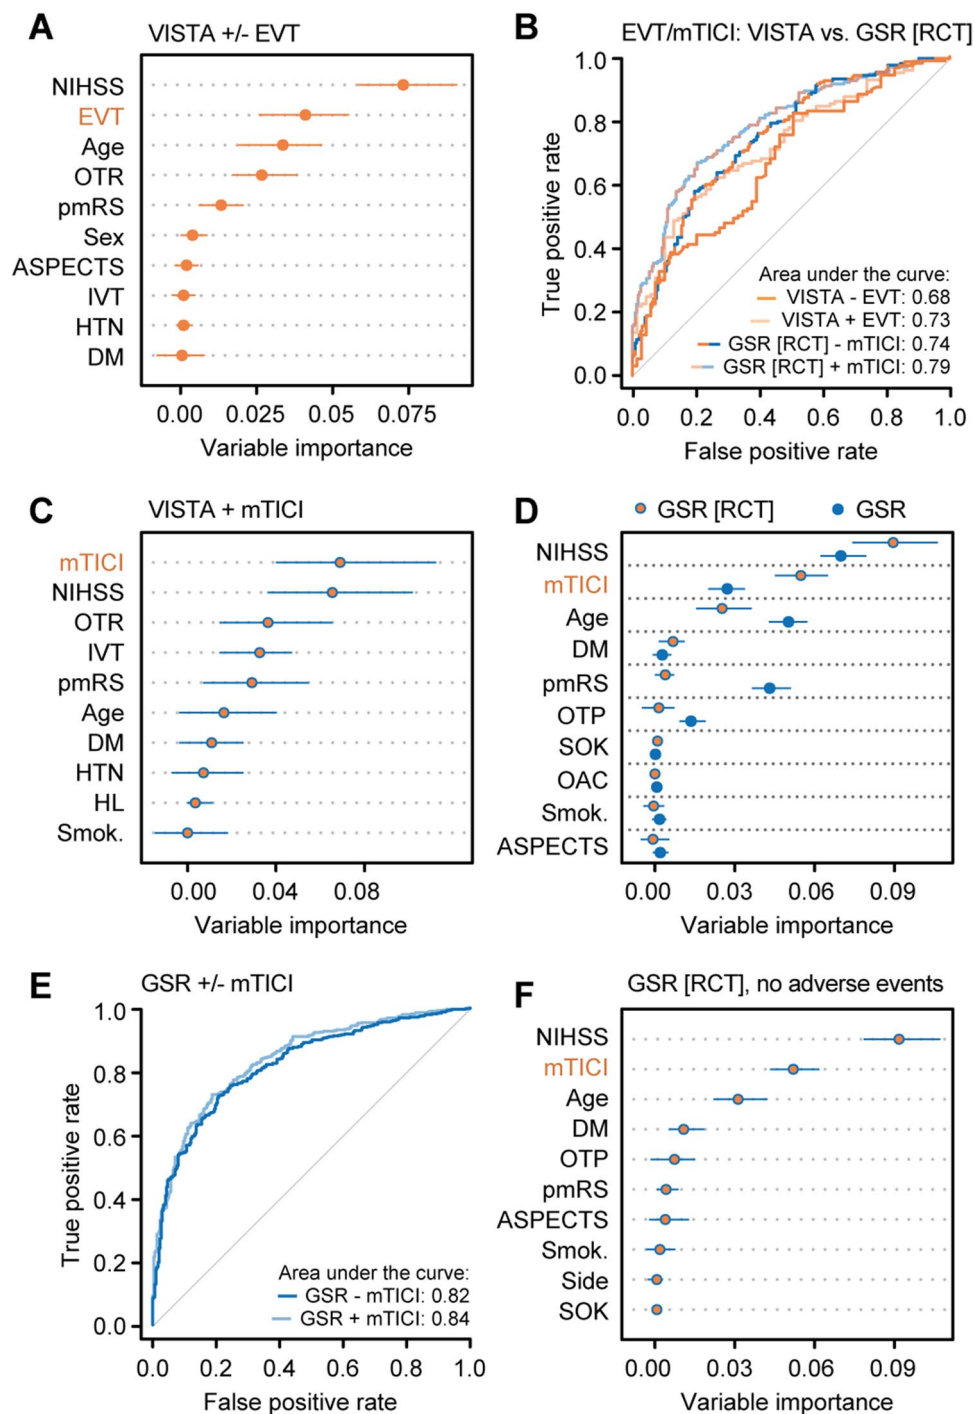 A
VISTA +/- EVT
NIHSS
EVT
Age
OTR
pmRS
Sex
ASPECTS
IVT
HTN
DM
0.00 0.025 0.05 0.075
Variable importance
B
EVT/mTICI: VISTA vs. GSR [RCT]
True positive rate
1.0
0.8
0.6
0.4
0.2
0.0
Area under the curve:
VISTA - EVT: 0.68
VISTA + EVT: 0.73
GSR [RCT] - mTICI: 0.74
GSR [RCT] + mTICI: 0.79
0.0 0.2 0.4 0.6 0.8 1.0
False positive rate
C
VISTA + mTICI
mTICI
NIHSS
OTR
IVT
pmRS
Age
DM
HTN
HL
Smok.
0.00 0.04 0.08
Variable importance
D
GSR [RCT] GSR
NIHSS
mTICI
Age
DM
pmRS
OTP
SOK
OAC
Smok.
ASPECTS
0.00 0.03 0.06 0.09
Variable importance
E
GSR +/- mTICI
True positive rate
1.0
0.8
0.6
0.4
0.2
0.0
Area under the curve:
GSR - mTICI: 0.82
GSR + mTICI: 0.84
0.0 0.2 0.4 0.6 0.8 1.0
False positive rate
F
GSR [RCT], no adverse events
NIHSS
mTICI
Age
DM
OTP
pmRS
ASPECTS
Smok.
Side
SOK
0.00 0.03 0.06 0.09
Variable importance